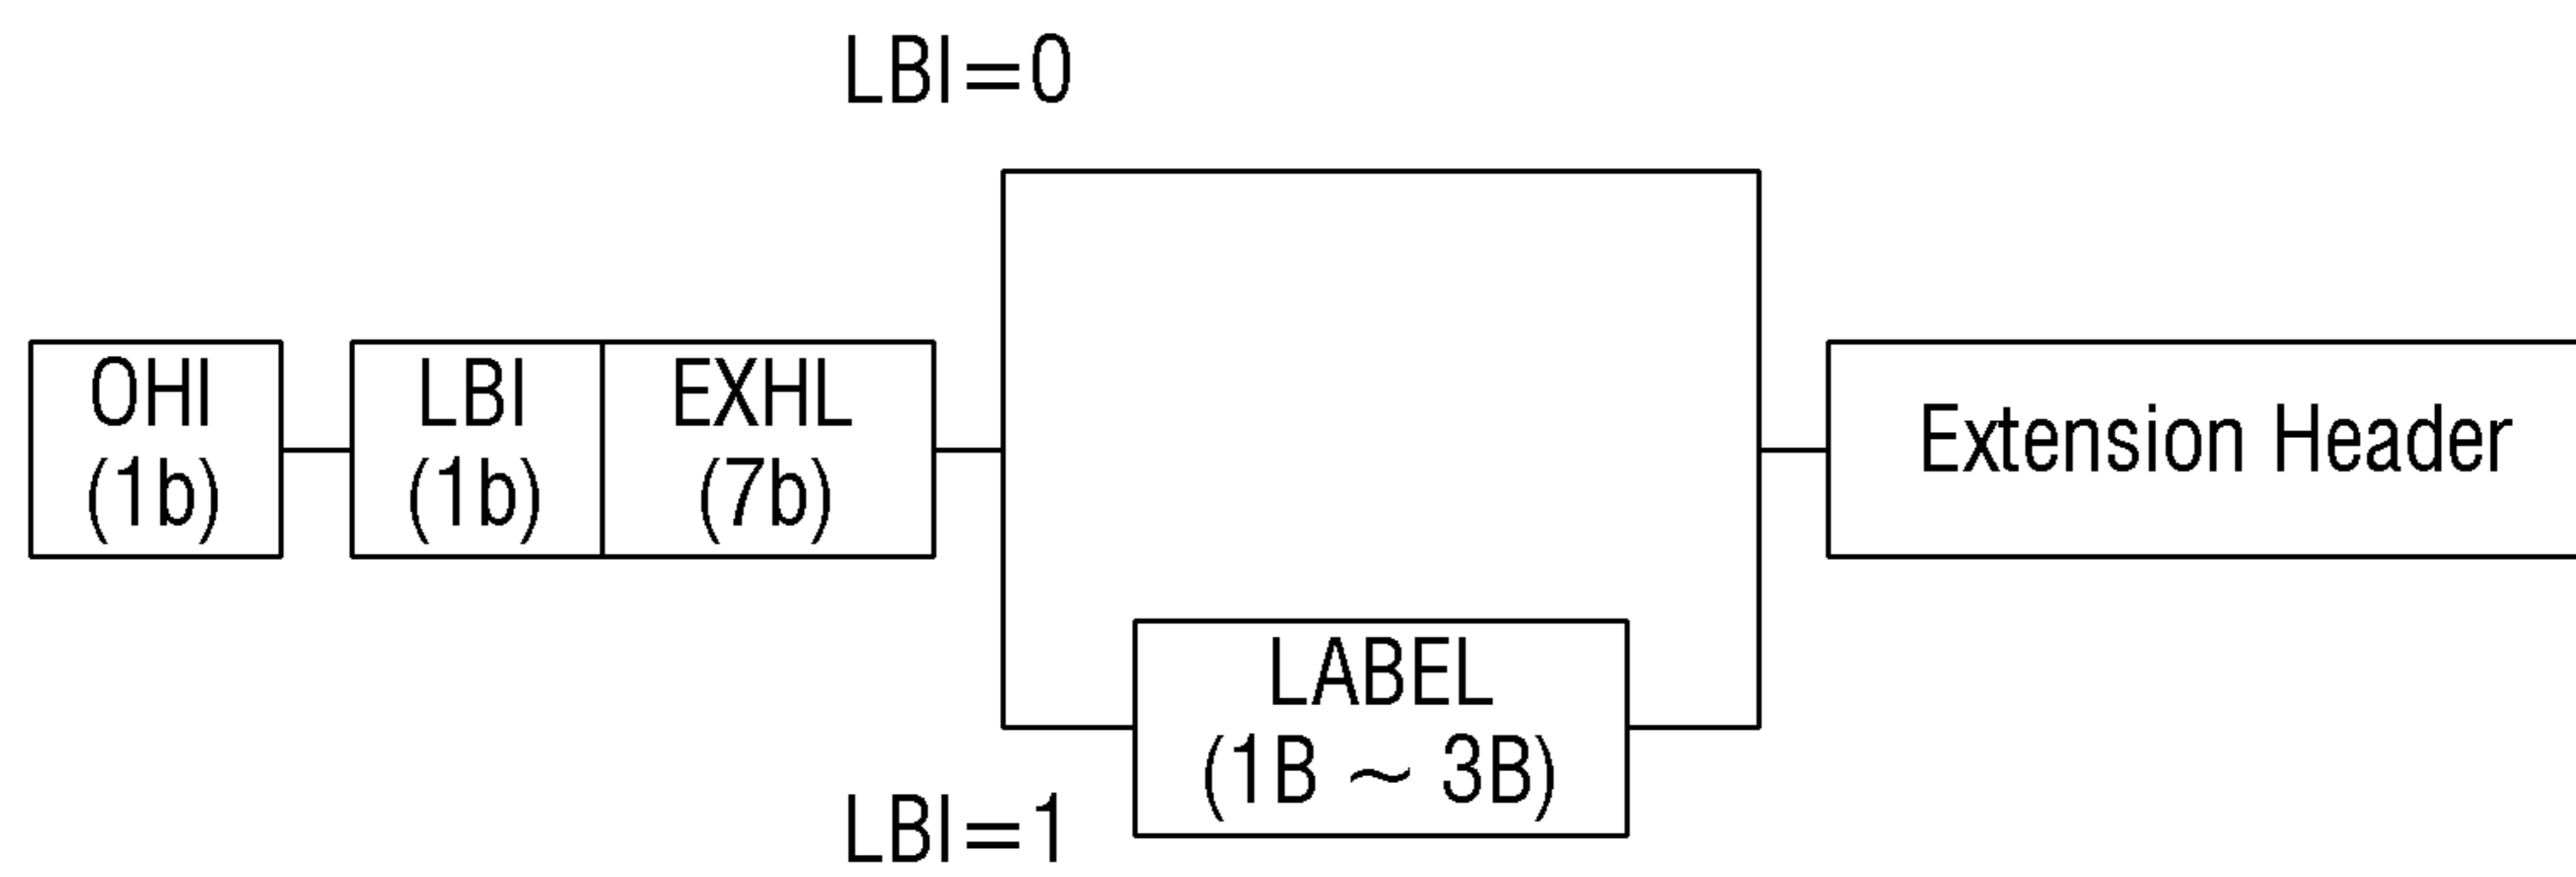 LBI=0
OHI
(1b)
LBI
(1b)
EXHL
(7b)
Extension Header
LABEL
(1B ~ 3B)
LBI=1